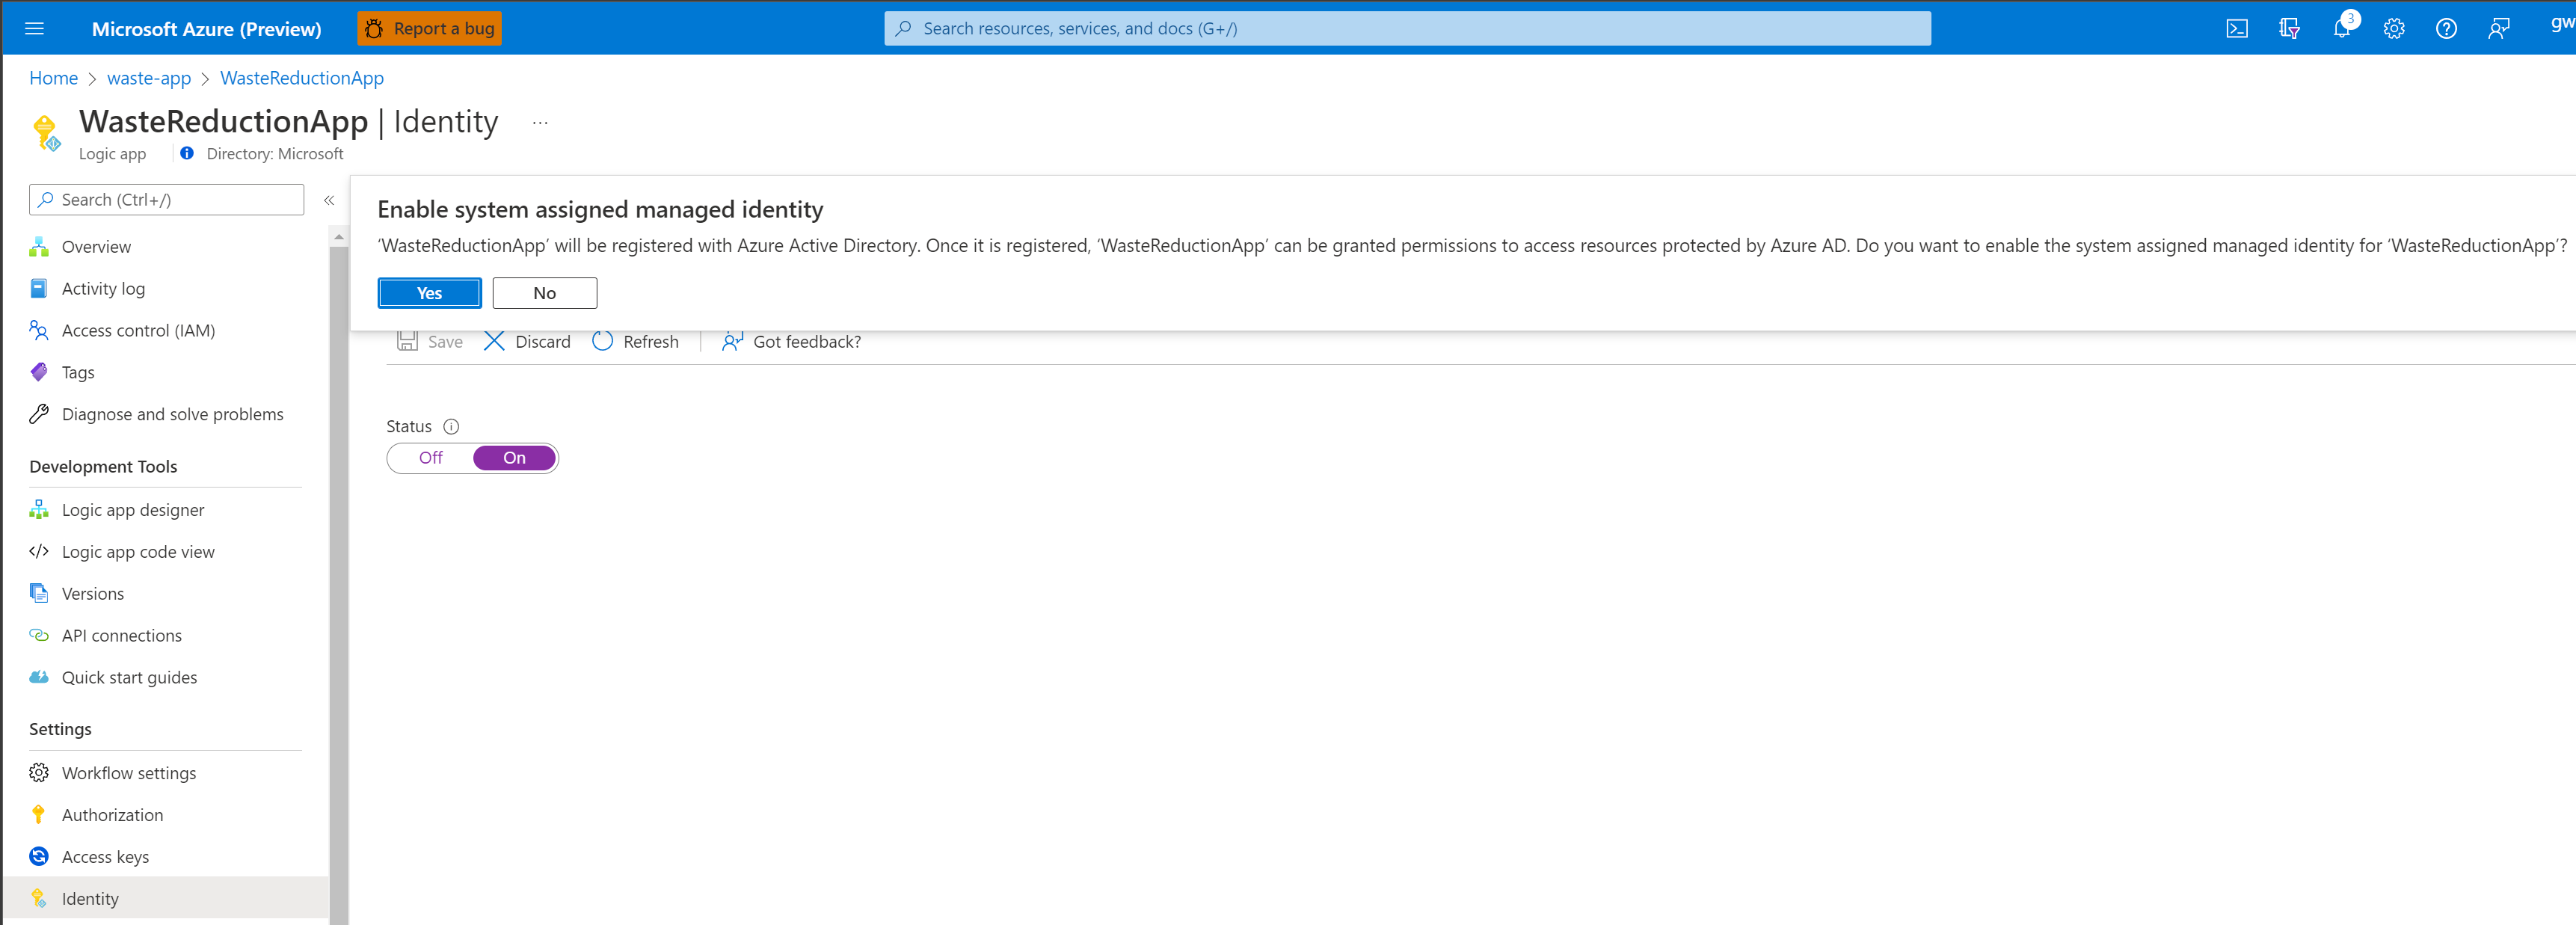 Microsoft Azure (Preview)
Report a bug
Search resources, services, and docs (G+/)
3
gw
Home > waste-app > WasteReductionApp
WasteReductionApp | Identity ...
Logic app
Directory: Microsoft
Search (Ctrl+/)
«
Overview
Activity log
Access control (IAM)
Tags
Diagnose and solve problems
Development Tools
Logic app designer
Logic app code view
Versions
API connections
Quick start guides
Settings
Workflow settings
Authorization
Access keys
Identity
Enable system assigned managed identity
‘WasteReductionApp’ will be registered with Azure Active Directory. Once it is registered, ‘WasteReductionApp’ can be granted permissions to access resources protected by Azure AD. Do you want to enable the system assigned managed identity for ‘WasteReductionApp’?
Yes No
Save Discard Refresh Got feedback?
Status
Off On